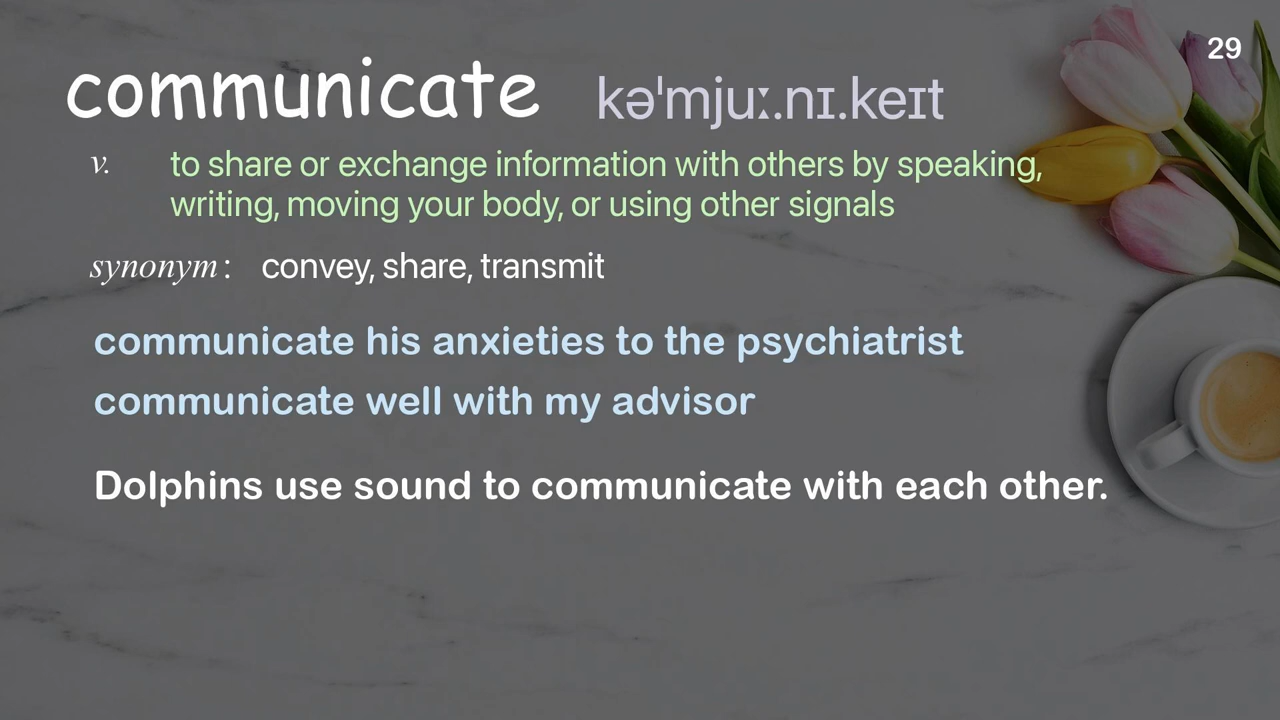 29
communicate kəˈmjuː.nɪ.keɪt
v. to share or exchange information with others by speaking,
writing, moving your body, or using other signals
synonym: convey, share, transmit
communicate his anxieties to the psychiatrist
communicate well with my advisor
Dolphins use sound to communicate with each other.